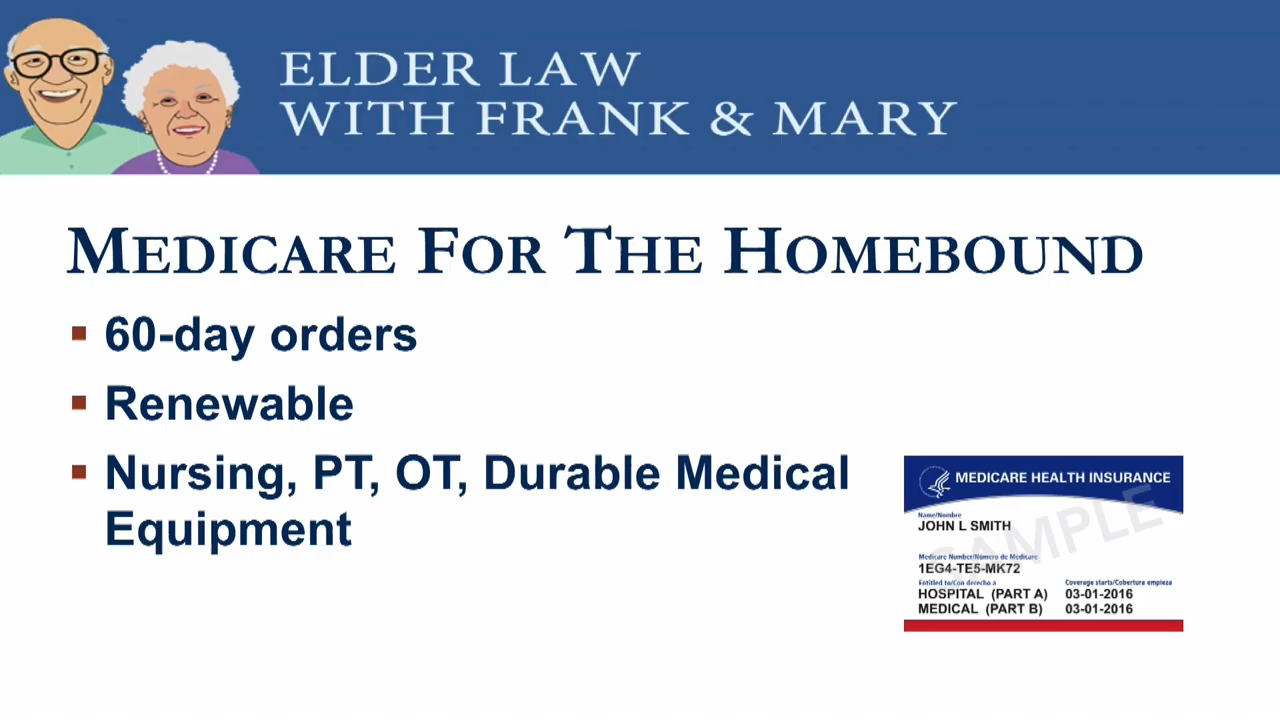 ELDER LAW
WITH FRANK & MARY
MEDICARE FOR THE HOMEBOUND
▪ 60-day orders
▪ Renewable
▪ Nursing, PT, OT, Durable Medical
Equipment
MEDICARE HEALTH INSURANCE
Name/Nombre
JOHN L SMITH
SAMPLE
Medicare Number/Número de Medicare
1EG4-TE5-MK72
Entitled to/Con derecho a Coverage starts/Cobertura empieza
HOSPITAL (PART A) 03-01-2016
MEDICAL (PART B) 03-01-2016